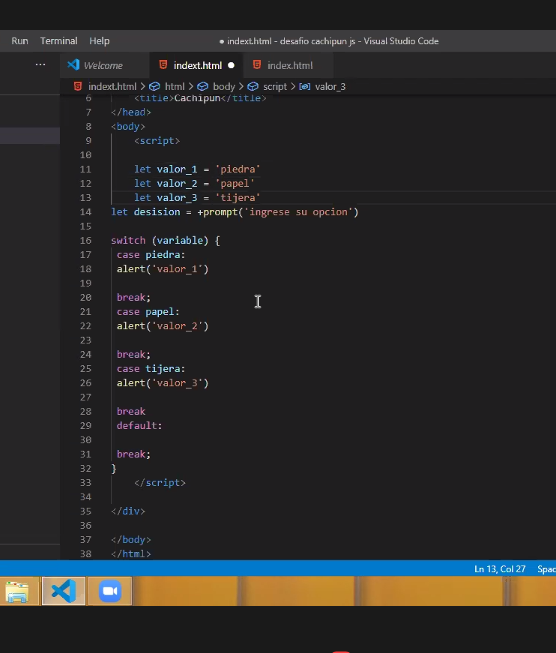 Run Terminal Help
● indext.html - desafio cachipun js - Visual Studio Code
... Welcome indext.html ● index.html
indext.html > html > body > script > valor_3
6 <title>Cachipun</title>
7 </head>
8 <body>
9 <script>
10
11 let valor_1 = 'piedra'
12 let valor_2 = 'papel'
13 let valor_3 = 'tijera'
14 let desision = +prompt('ingrese su opcion')
15
16 switch (variable) {
17 case piedra:
18 alert('valor_1')
19
20 break;
21 case papel:
22 alert('valor_2')
23
24 break;
25 case tijera:
26 alert('valor_3')
27
28 break
29 default:
30
31 break;
32 }
33 </script>
34
35 </div>
36
37 </body>
38 </html>
Ln 13, Col 27 Spac